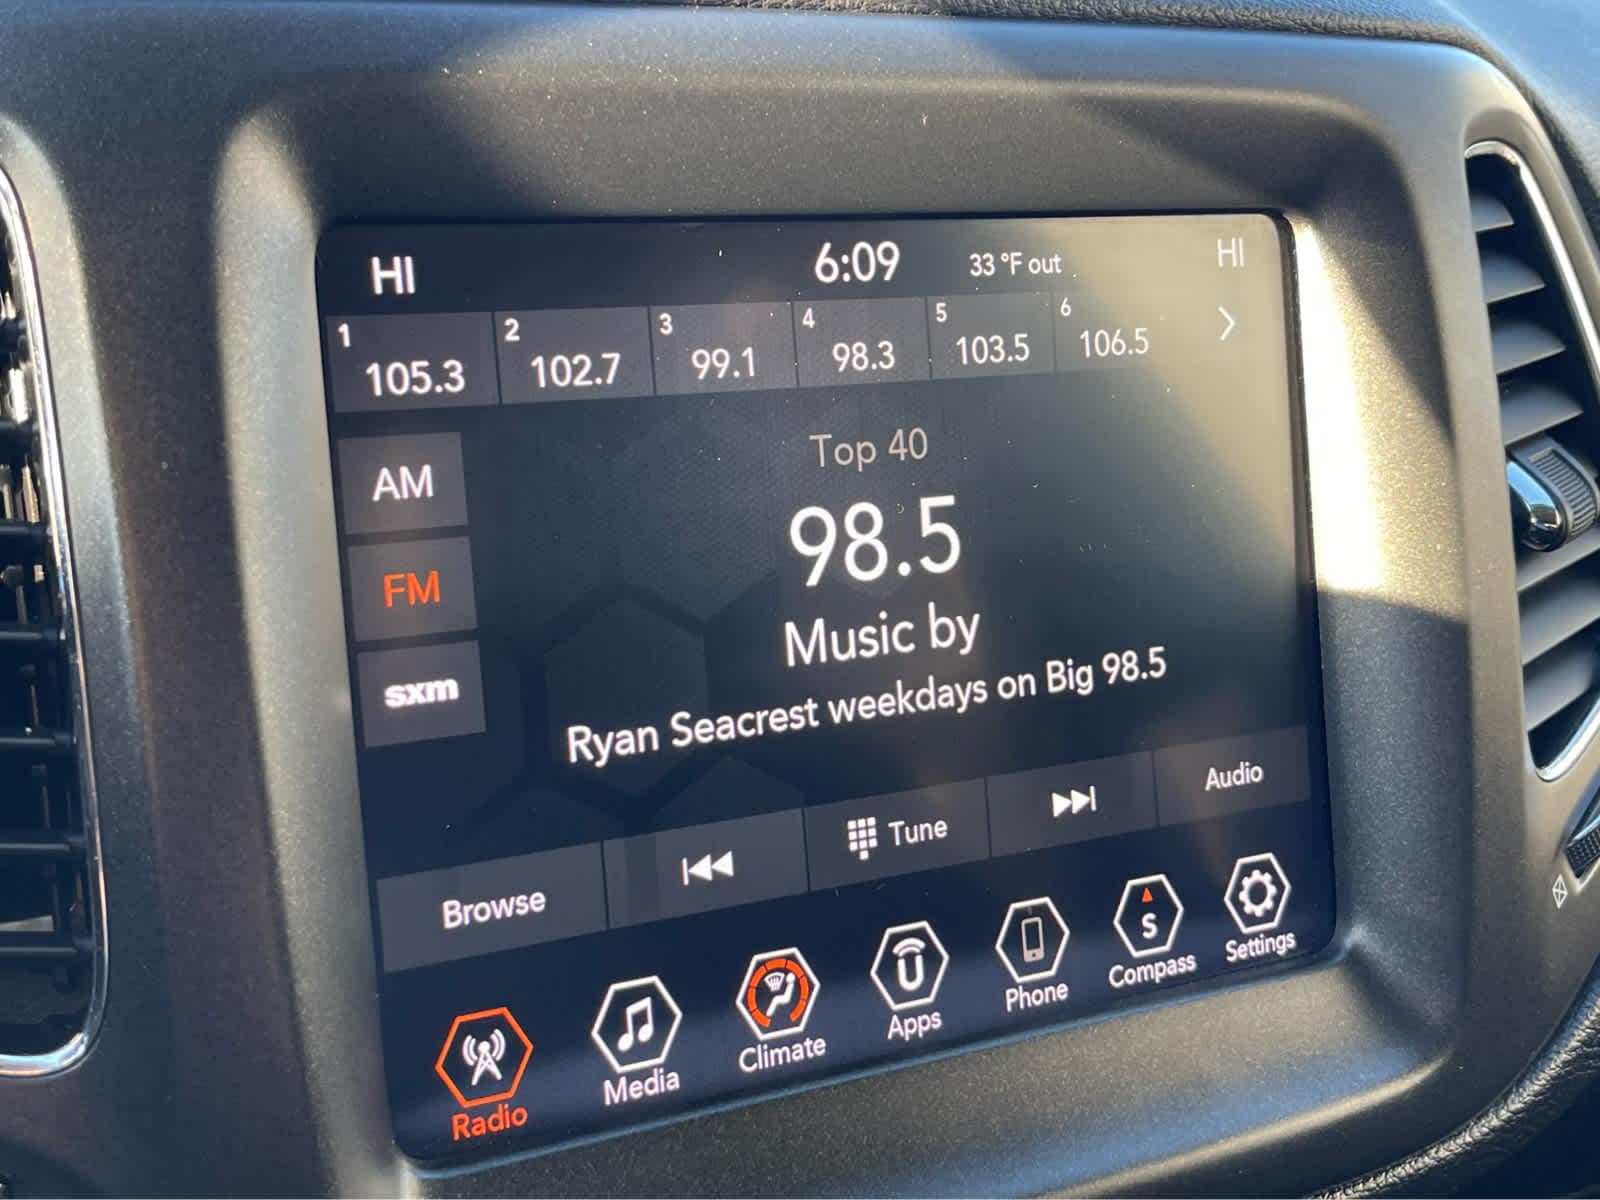 HI 6:09 33 °F out HI
1 2 3 4 5 6
105.3 102.7 99.1 98.3 103.5 106.5
AM
FM
sxm
Top 40
98.5
Music by
Ryan Seacrest weekdays on Big 98.5
Browse Tune Audio
S
Radio Media Climate Apps Phone Compass Settings